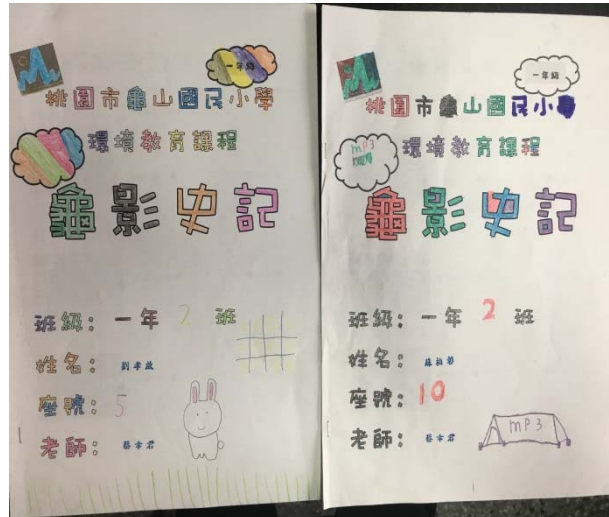 一年級
桃園市龜山國民小學
環境教育課程
龜影史記
班級：一年 2 班
姓名：
座號：5
老師：
一年級
桃園市龜山國民小學
mP3
環境教育課程
龜影史記
班級：一年 2 班
姓名：
座號：10
老師：
mP3